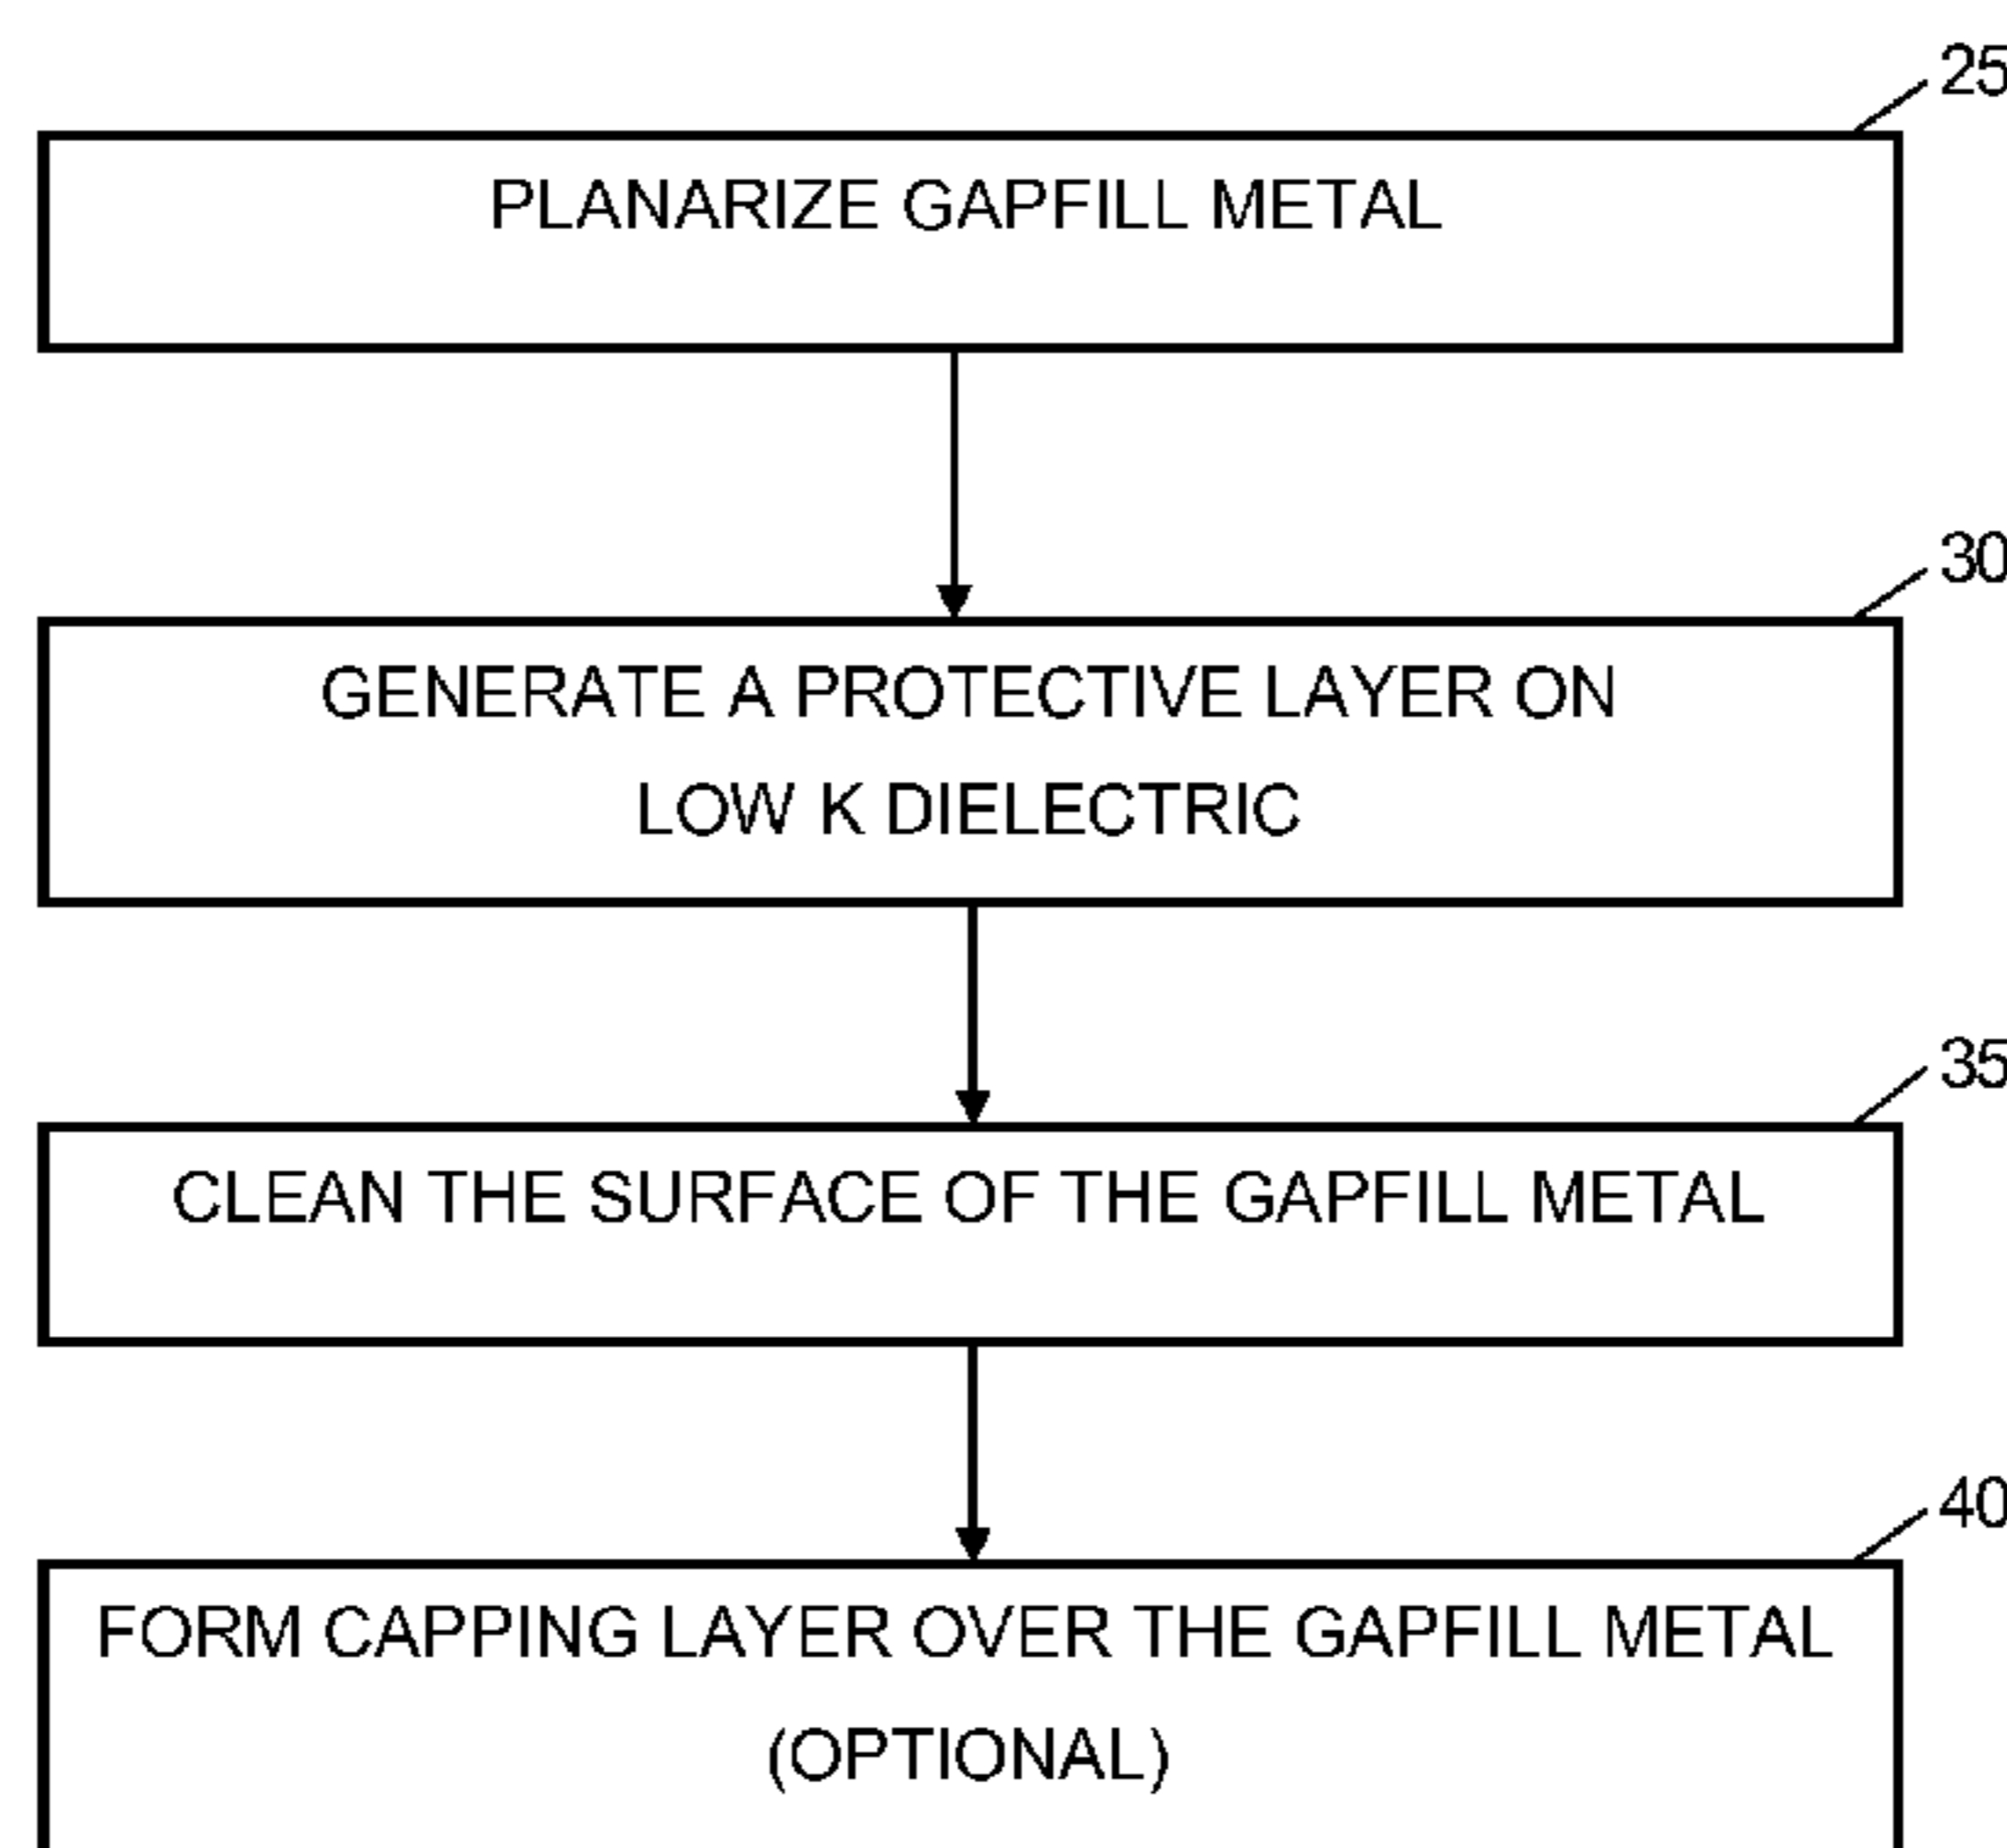 25
PLANARIZE GAPFILL METAL
30
GENERATE A PROTECTIVE LAYER ON
LOW K DIELECTRIC
35
CLEAN THE SURFACE OF THE GAPFILL METAL
40
FORM CAPPING LAYER OVER THE GAPFILL METAL
(OPTIONAL)